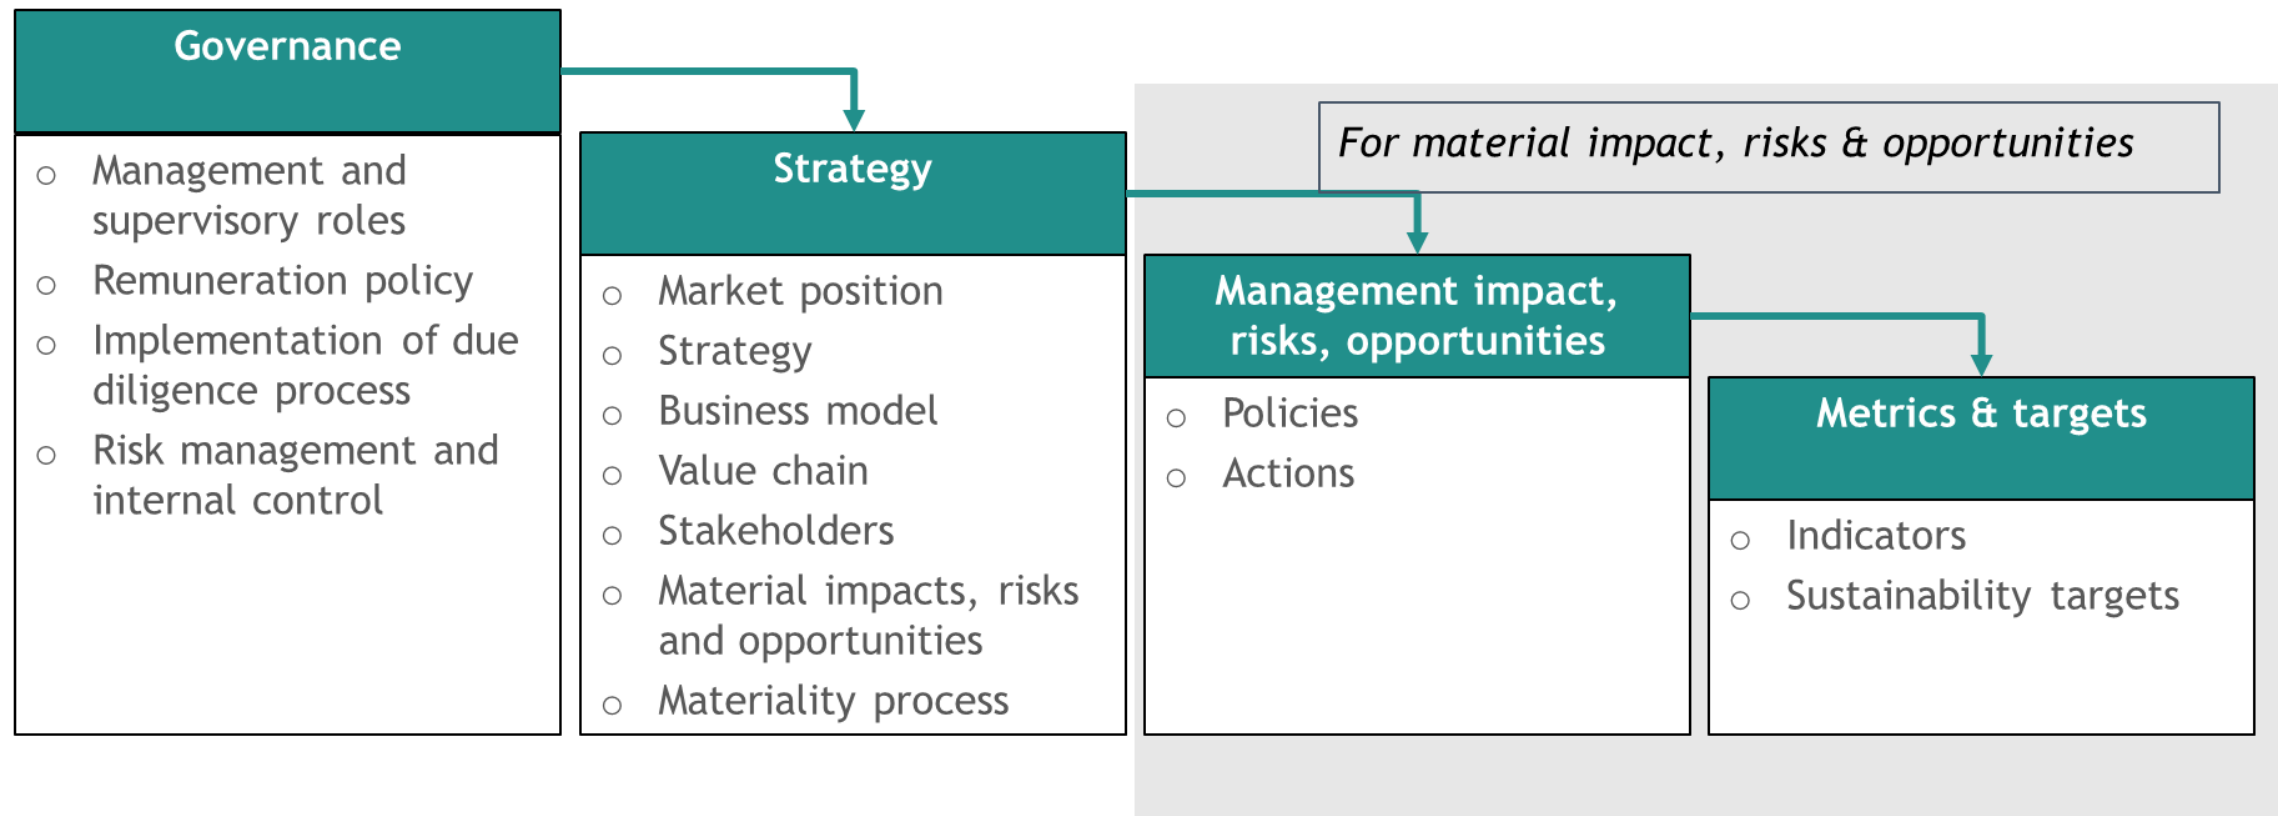 Governance
Management and
supervisory roles
Remuneration policy
Implementation of due
diligence process
Risk management and
internal control
Strategy
Market position
Strategy
Business model
Value chain
Stakeholders
Material impacts, risks
and opportunities
Materiality process
For material impact, risks & opportunities
Management impact,
risks, opportunities
Policies
Actions
Metrics & targets
Indicators
Sustainability targets